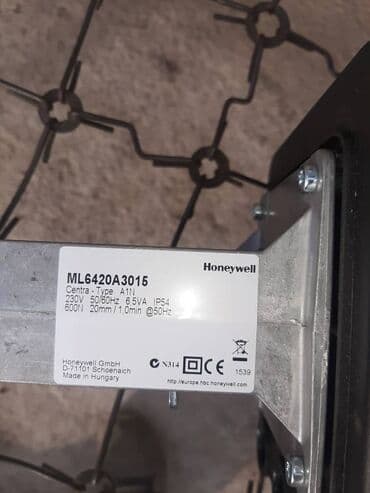 ML6420A3015
Honeywell
Centra - Type A1N
230V 50/60Hz 6,5VA IP54
600N 20mm / 1,0min @50Hz
Honeywell GmbH
D-71101 Schoenaich
Made in Hungary
N314 CE
1539
http://europe.hbc.honeywell.com